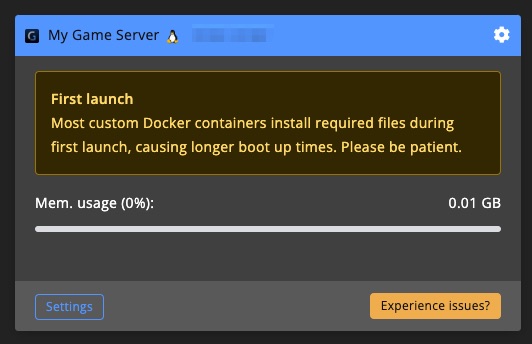 My Game Server
First launch
Most custom Docker containers install required files during
first launch, causing longer boot up times. Please be patient.
Mem. usage (0%): 0.01 GB
Settings Experience issues?